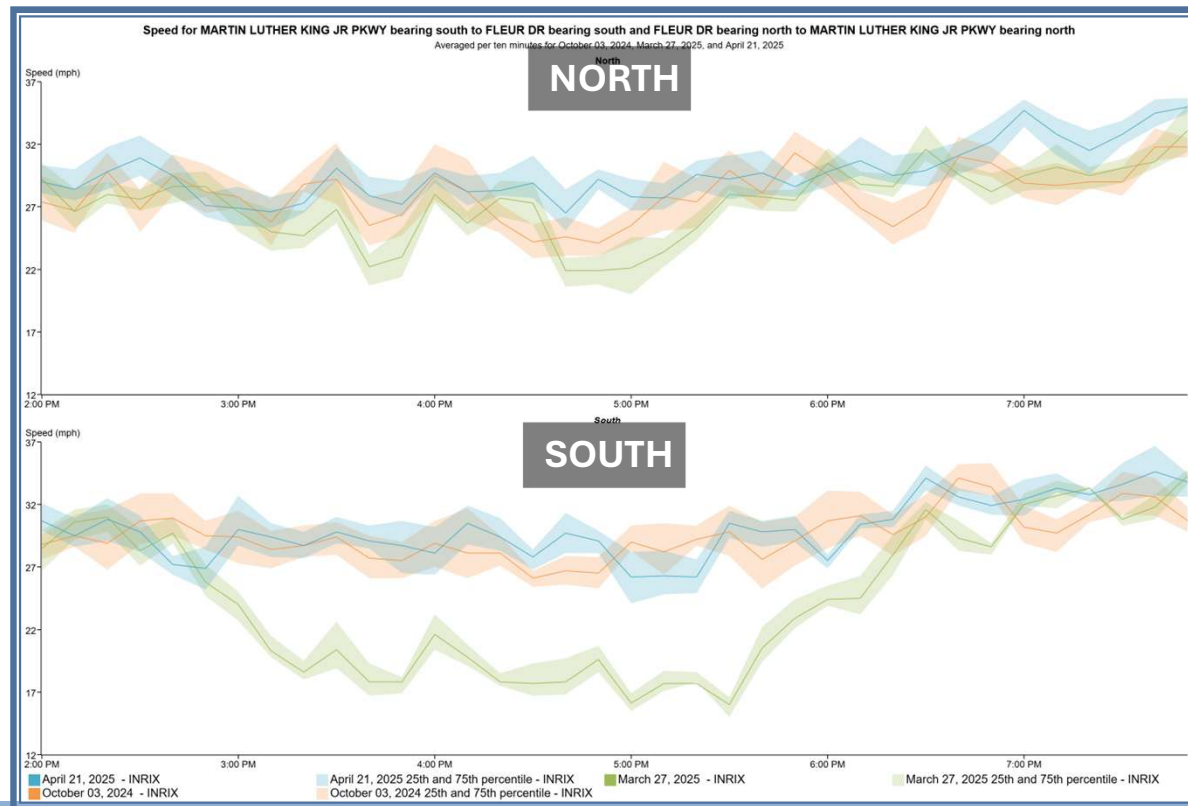 Speed for MARTIN LUTHER KING JR PKWY bearing south to FLEUR DR bearing south and FLEUR DR bearing north to MARTIN LUTHER KING JR PKWY bearing north
Averaged per ten minutes for October 03, 2024, March 27, 2025, and April 21, 2025
North
NORTH
Speed (mph)
37
32
27
22
17
12
2:00 PM 3:00 PM 4:00 PM 5:00 PM 6:00 PM 7:00 PM
South
SOUTH
Speed (mph)
37
32
27
22
17
12
2:00 PM 3:00 PM 4:00 PM 5:00 PM 6:00 PM 7:00 PM
April 21, 2025 - INRIX April 21, 2025 25th and 75th percentile - INRIX March 27, 2025 - INRIX March 27, 2025 25th and 75th percentile - INRIX
October 03, 2024 - INRIX October 03, 2024 25th and 75th percentile - INRIX